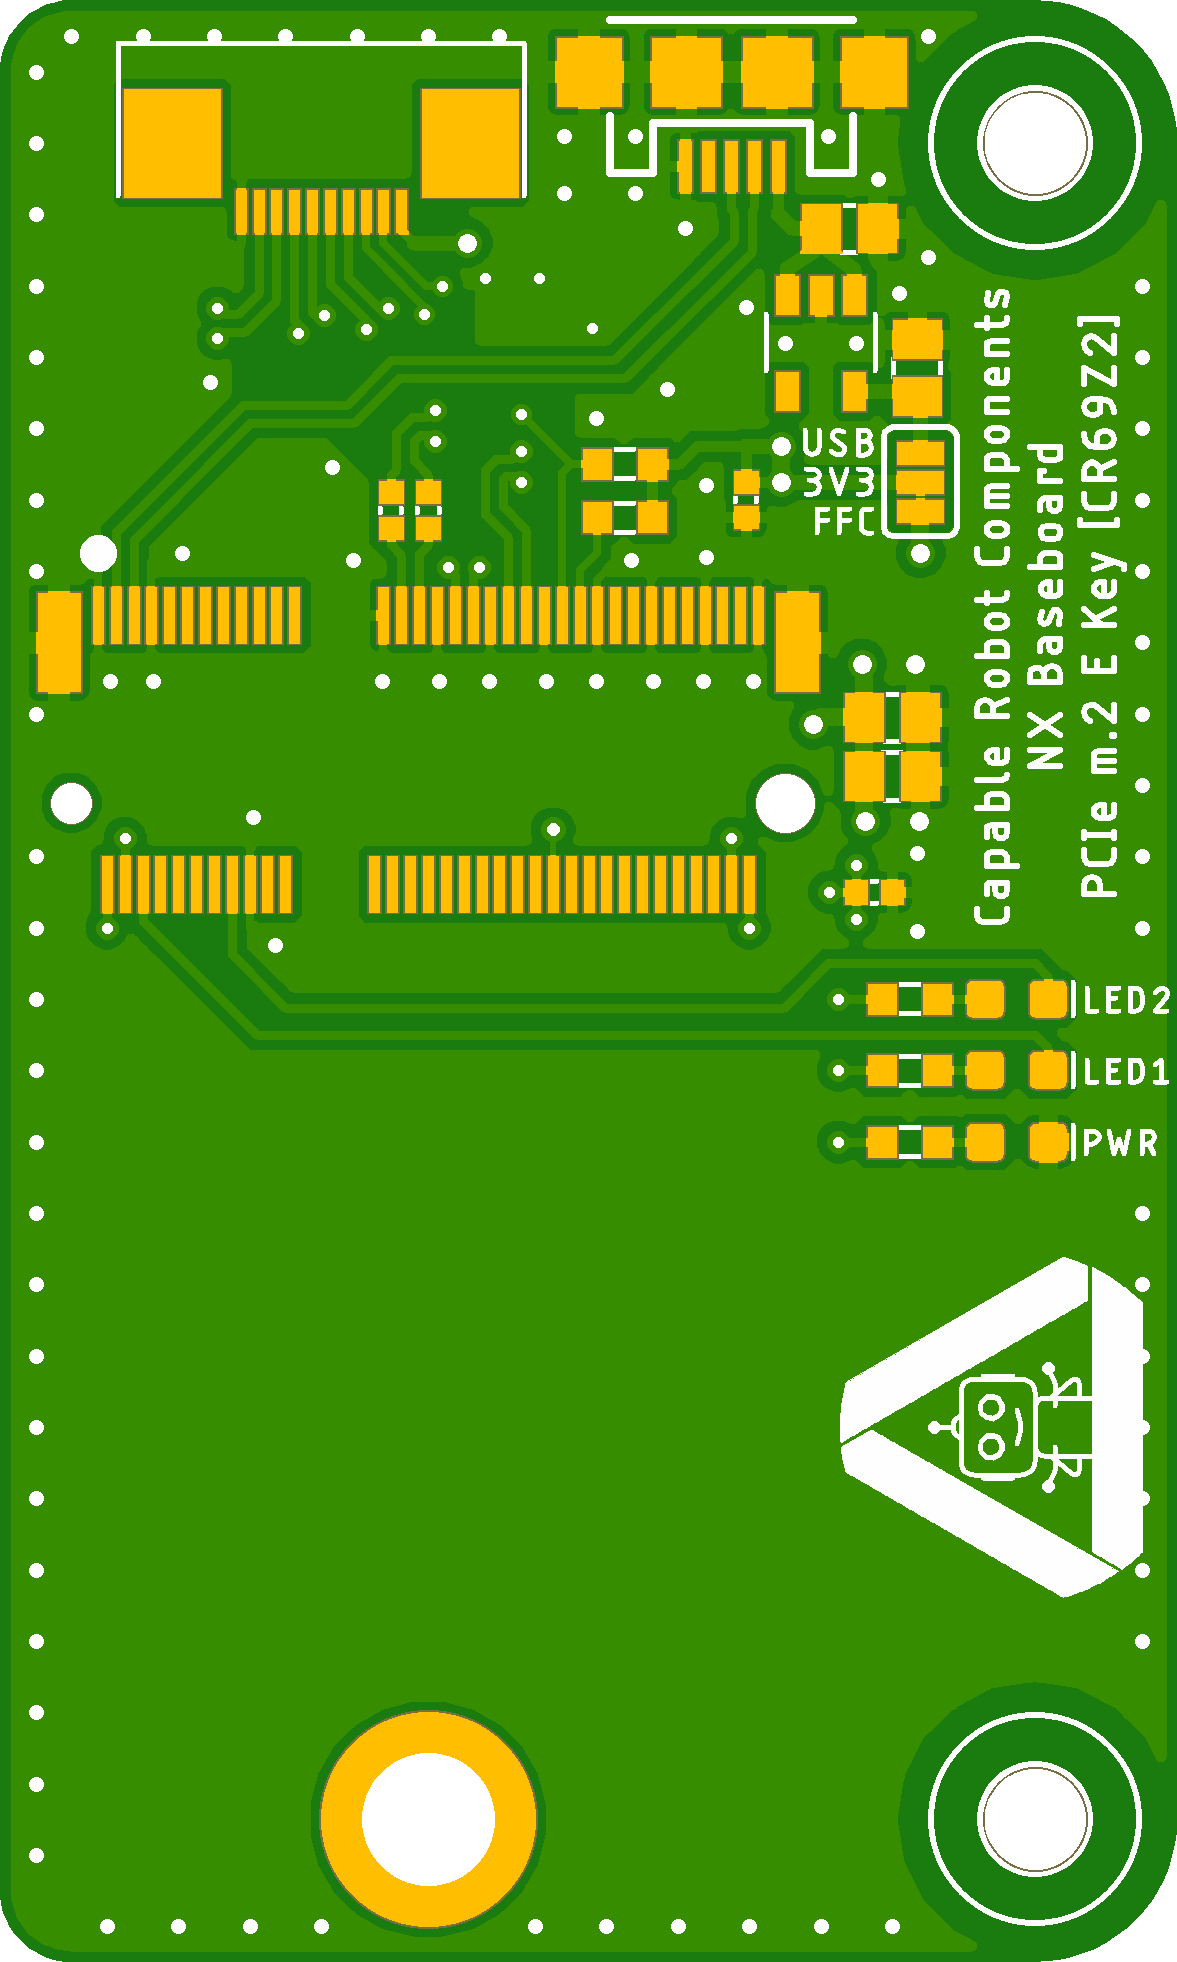 USB
3V3
FFC
Capable Robot Components
NX Baseboard
PCIe m.2 E Key [CR69Z2]
LED2
LED1
PWR